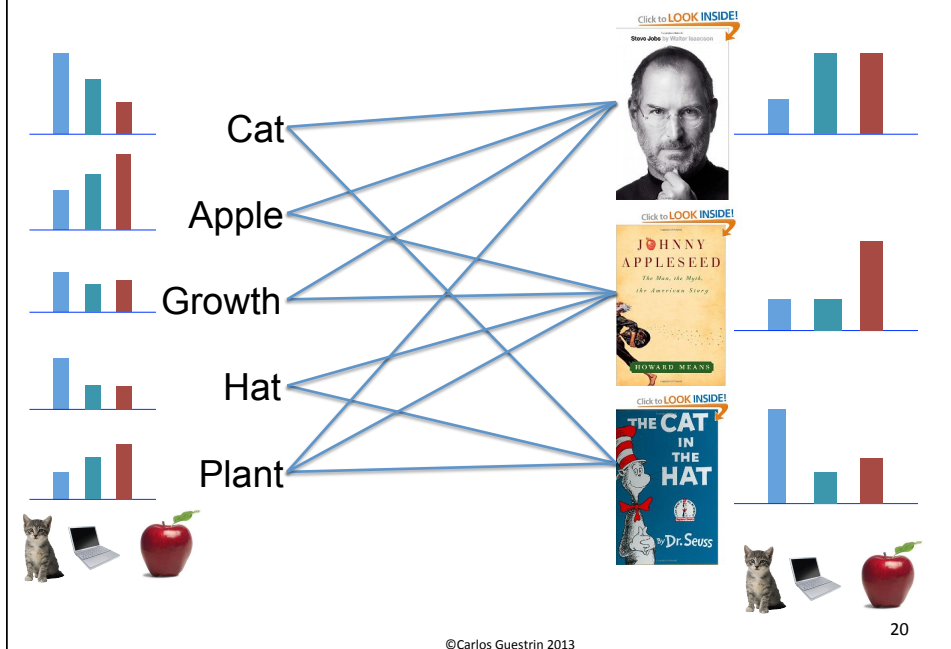 Click to LOOK INSIDE!
Steve Jobs by Walter Isaacson
Cat
Apple
Growth
Hat
Plant
Click to LOOK INSIDE!
JOHNNY
APPLESEED
The Man, the Myth,
the American Story
HOWARD MEANS
Click to LOOK INSIDE!
THE CAT
IN
THE
HAT
By Dr. Seuss
20
©Carlos Guestrin 2013